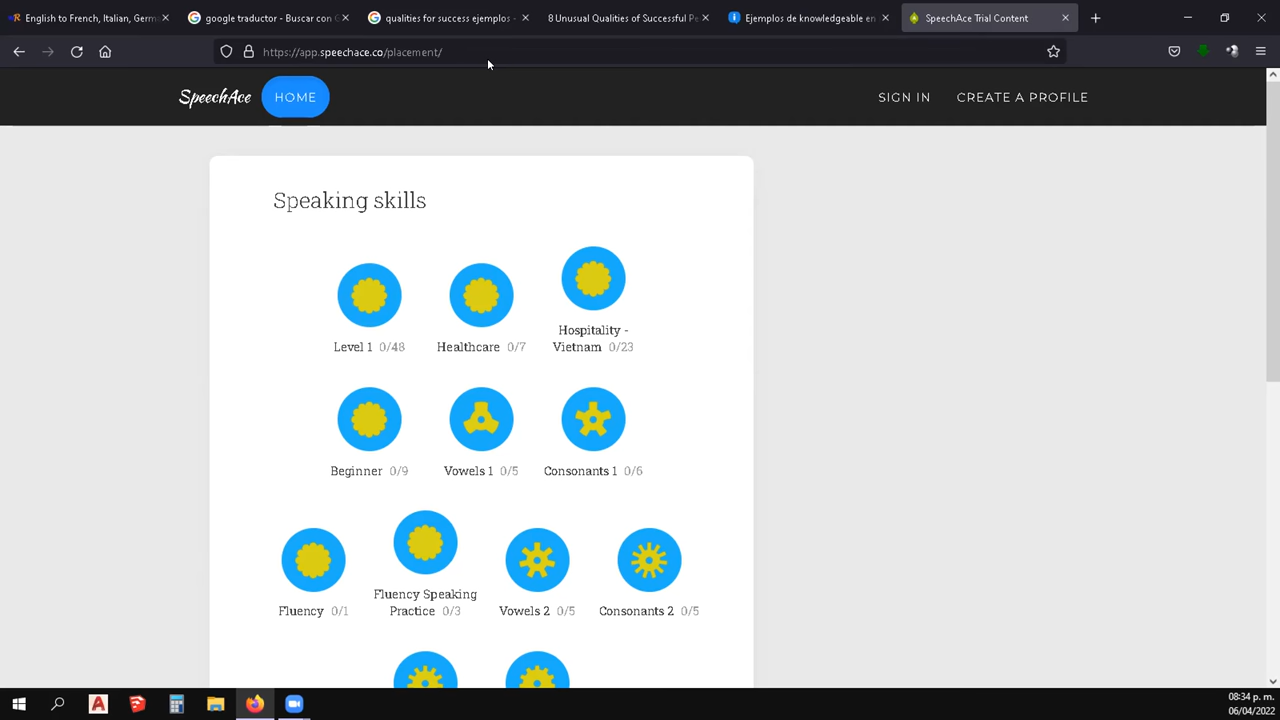 English to French, Italian, Germ
google traductor - Buscar con G
qualities for success ejemplos -
8 Unusual Qualities of Successful Pe
Ejemplos de knowledgeable en
SpeechAce Trial Content
https://app.speechace.co/placement/
SpeechAce
HOME
SIGN IN
CREATE A PROFILE
Speaking skills
Level 1 0/48
Healthcare 0/7
Hospitality -
Vietnam 0/23
Beginner 0/9
Vowels 1 0/5
Consonants 1 0/6
Fluency 0/1
Fluency Speaking
Practice 0/3
Vowels 2 0/5
Consonants 2 0/5
08:34 p. m.
06/04/2022